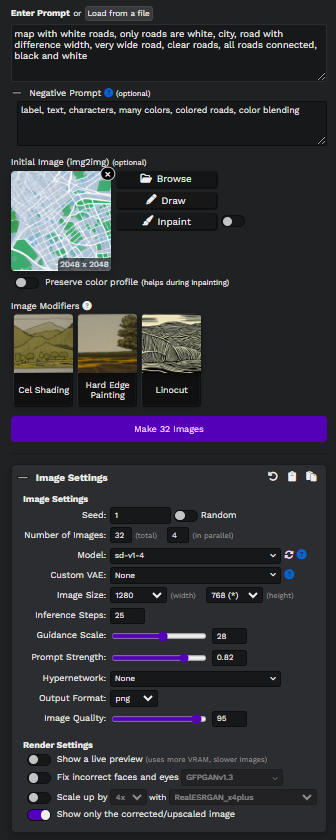 Enter Prompt or Load from a file
map with white roads, only roads are white, city, road with
difference width, very wide road, clear roads, all roads connected,
black and white
Negative Prompt ? (optional)
label, text, characters, many colors, colored roads, color blending
Initial Image (img2img) (optional)
Browse
Draw
Inpaint
2048 x 2048
Preserve color profile (helps during inpainting)
Image Modifiers ?
Cel Shading
Hard Edge
Painting
Linocut
Make 32 Images
Image Settings
Image Settings
Seed: 1 Random
Number of Images: 32 (total) 4 (in parallel)
Model: sd-v1-4 ?
Custom VAE: None ?
Image Size: 1280 (width) 768 (*) (height)
Inference Steps: 25
Guidance Scale: 28
Prompt Strength: 0.82
Hypernetwork: None
Output Format: png
Image Quality: 95
Render Settings
Show a live preview (uses more VRAM, slower images)
Fix incorrect faces and eyes GFPGANv1.3
Scale up by 4x with RealESRGAN_x4plus
Show only the corrected/upscaled image